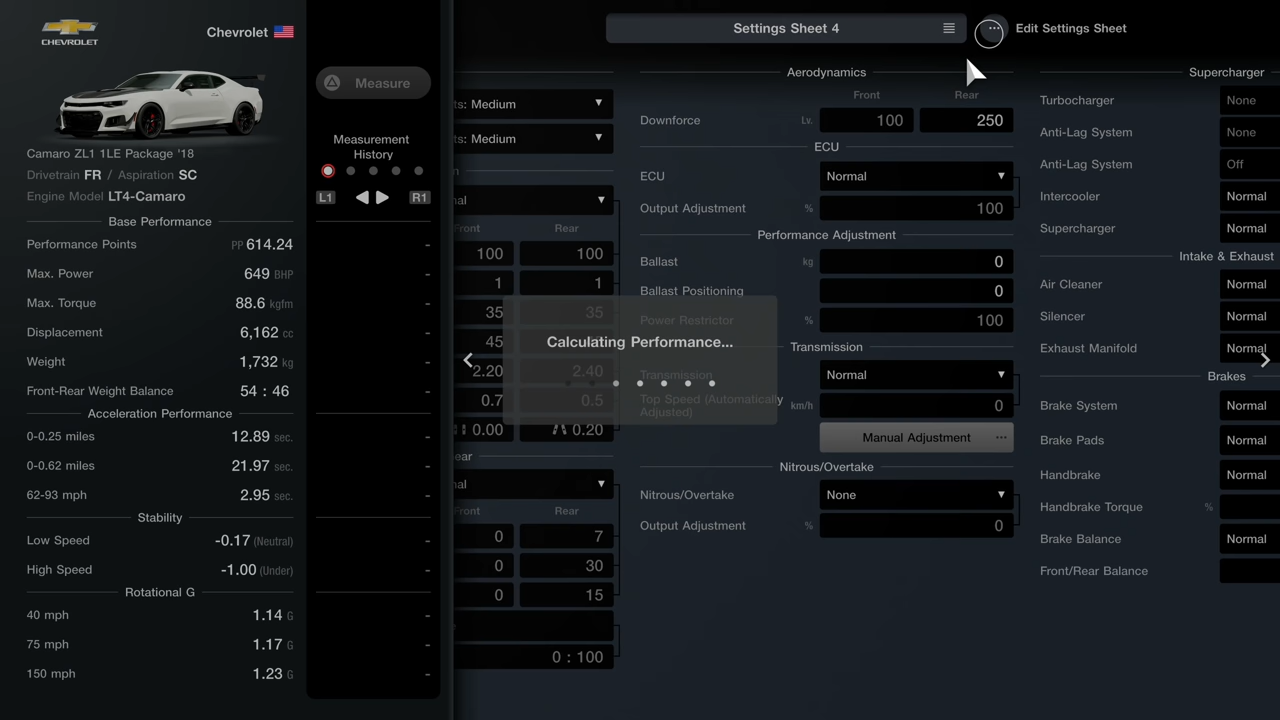 CHEVROLET
Chevrolet
Camaro ZL1 1LE Package '18
Drivetrain FR / Aspiration SC
Engine Model LT4-Camaro
Base Performance
Performance Points PP 614.24
Max. Power 649 BHP
Max. Torque 88.6 kgfm
Displacement 6,162 cc
Weight 1,732 kg
Front-Rear Weight Balance 54 : 46
Acceleration Performance
0-0.25 miles 12.89 sec.
0-0.62 miles 21.97 sec.
62-93 mph 2.95 sec.
Stability
Low Speed -0.17 (Neutral)
High Speed -1.00 (Under)
Rotational G
40 mph 1.14 G
75 mph 1.17 G
150 mph 1.23 G
Measure
Measurement
History
L1 R1
-
-
-
-
-
-
-
-
-
-
-
-
-
-
Settings Sheet 4
Edit Settings Sheet
ts: Medium
ts: Medium
Front Rear
100 100
1 1
35 35
45
2.20 2.40
0.7 0.5
0.00 0.20
ear
nal
Front Rear
0 7
0 30
0 15
0 : 100
Calculating Performance...
Aerodynamics
Front Rear
Downforce Lv. 100 250
ECU
ECU Normal
Output Adjustment % 100
Performance Adjustment
Ballast kg 0
Ballast Positioning 0
Power Restrictor % 100
Transmission
Transmission Normal
Top Speed (Automatically
Adjusted) km/h 0
Manual Adjustment
Nitrous/Overtake
Nitrous/Overtake None
Output Adjustment % 0
Supercharger
Turbocharger None
Anti-Lag System None
Anti-Lag System Off
Intercooler Normal
Supercharger Normal
Intake & Exhaust
Air Cleaner Normal
Silencer Normal
Exhaust Manifold Normal
Brakes
Brake System Normal
Brake Pads Normal
Handbrake Normal
Handbrake Torque %
Brake Balance Normal
Front/Rear Balance